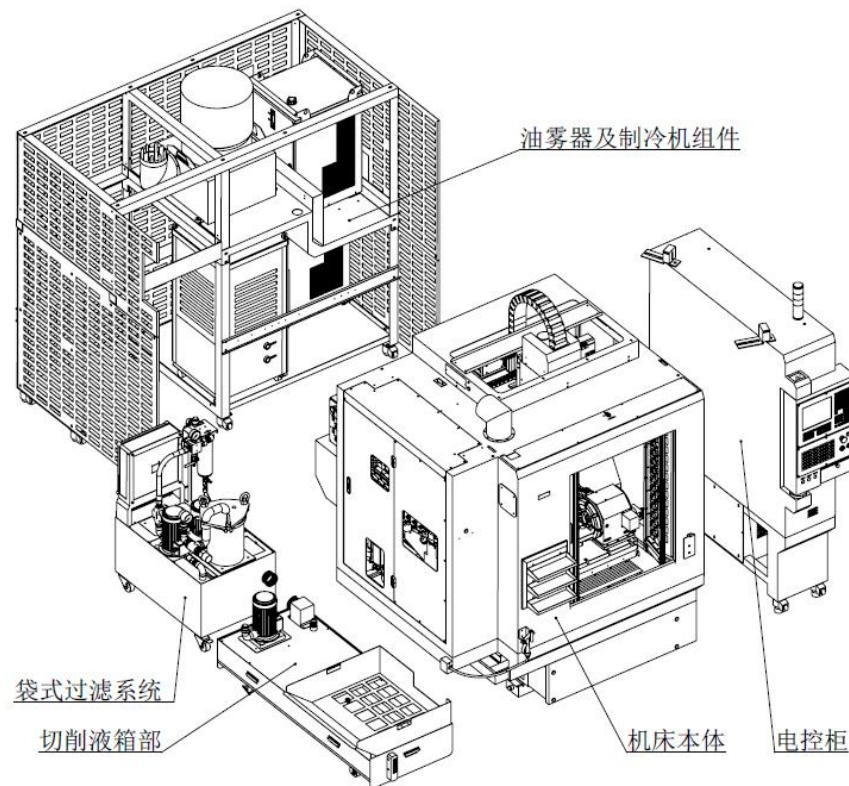 油雾器及制冷机组件
袋式过滤系统
切削液箱部
机床本体
电控柜